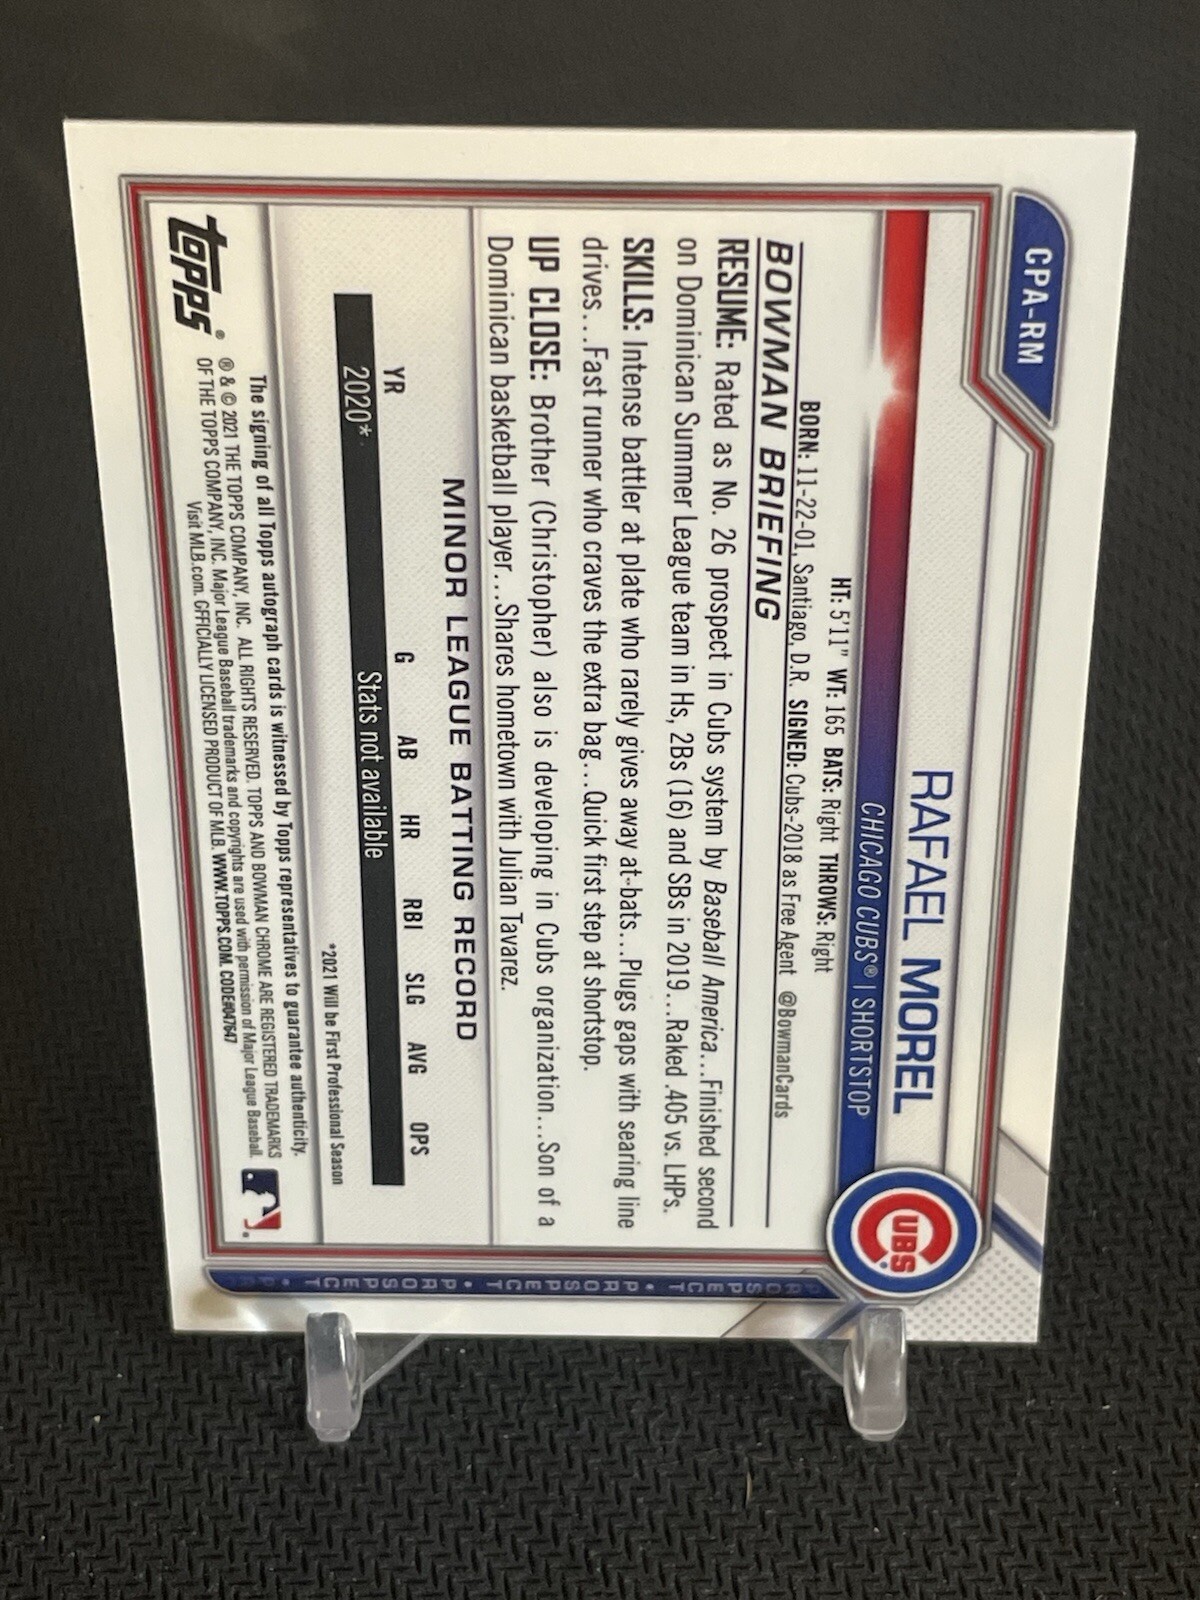 CPA-RM
RAFAEL MOREL
CHICAGO CUBS® | SHORTSTOP
CUBS
HT: 5'11" WT: 165 BATS: Right THROWS: Right
BORN: 11-22-01, Santiago, D.R. SIGNED: Cubs-2018 as Free Agent @BowmanCards
BOWMAN BRIEFING
RESUME: Rated as No. 26 prospect in Cubs system by Baseball America...Finished second
on Dominican Summer League team in Hs, 2Bs (16) and SBs in 2019...Raked .405 vs. LHPs.
SKILLS: Intense battler at plate who rarely gives away at-bats...Plugs gaps with searing line
drives...Fast runner who craves the extra bag...Quick first step at shortstop.
UP CLOSE: Brother (Christopher) also is developing in Cubs organization...Son of a
Dominican basketball player...Shares hometown with Julian Tavarez.
MINOR LEAGUE BATTING RECORD
YR G AB HR RBI SLG AVG OPS
2020* Stats not available
*2021 Will be First Professional Season
The signing of all Topps autograph cards is witnessed by Topps representatives to guarantee authenticity.
® & © 2021 THE TOPPS COMPANY, INC. ALL RIGHTS RESERVED. TOPPS AND BOWMAN CHROME ARE REGISTERED TRADEMARKS
OF THE TOPPS COMPANY, INC. Major League Baseball trademarks and copyrights are used with permission of Major League Baseball.
Visit MLB.com. OFFICIALLY LICENSED PRODUCT OF MLB. WWW.TOPPS.COM. CODE#047647
topps®
PROSPECT • PROSPECT • PROSPECT •